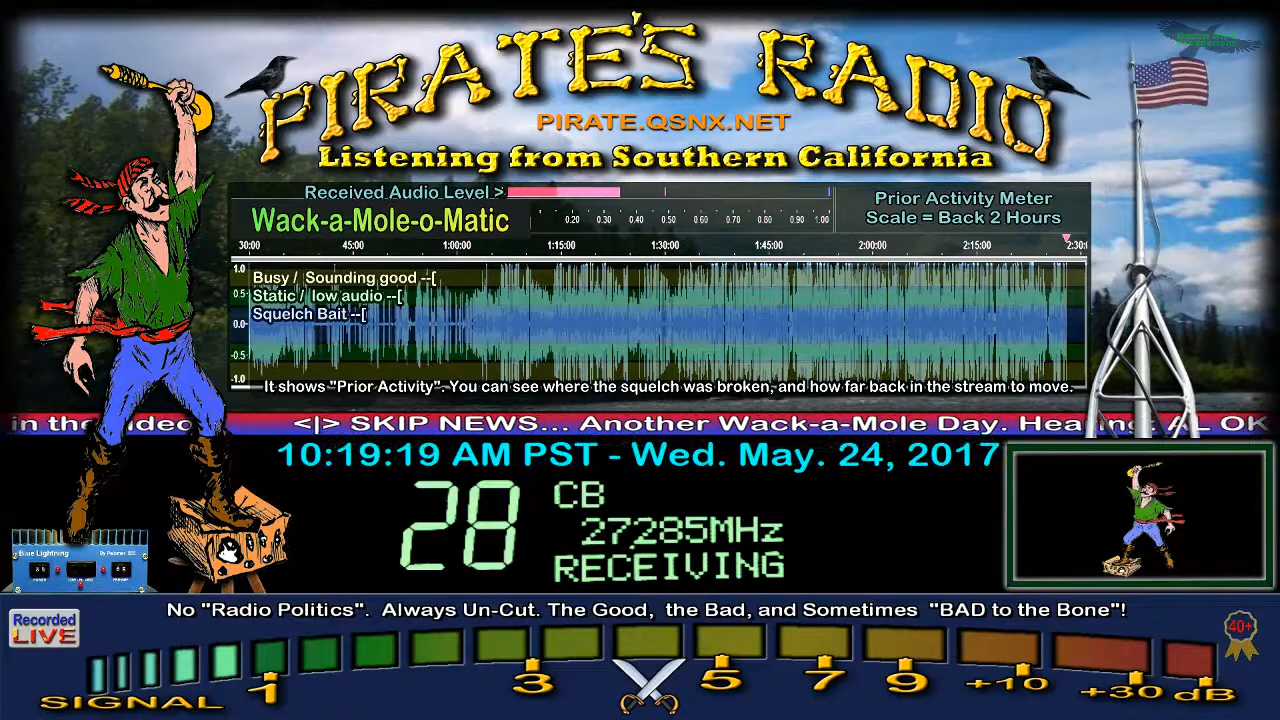 PIRATE'S RADIO
PIRATE.QSNX.NET
Listening from Southern California
Received Audio Level >
Wack-a-Mole-o-Matic
0.20 0.30 0.40 0.50 0.60 0.70 0.80 0.90 1.00
Prior Activity Meter
Scale = Back 2 Hours
30:00 45:00 1:00:00 1:15:00 1:30:00 1:45:00 2:00:00 2:15:00 2:30:
1.0
Busy / Sounding good --[
0.5
Static / low audio --[
Squelch Bait --[
0.0
-0.5
-1.0
It shows "Prior Activity". You can see where the squelch was broken, and how far back in the stream to move.
in the video <|> SKIP NEWS... Another Wack-a-Mole Day. Hearing: AL OK
10:19:19 AM PST - Wed. May. 24, 2017
28
CB
27.285MHz
RECEIVING
Blue Lightning By Palomar 225
No "Radio Politics". Always Un-Cut. The Good, the Bad, and Sometimes "BAD to the Bone"!
Recorded
LIVE
40+
SIGNAL 1 3 5 7 9 +10 +30 dB